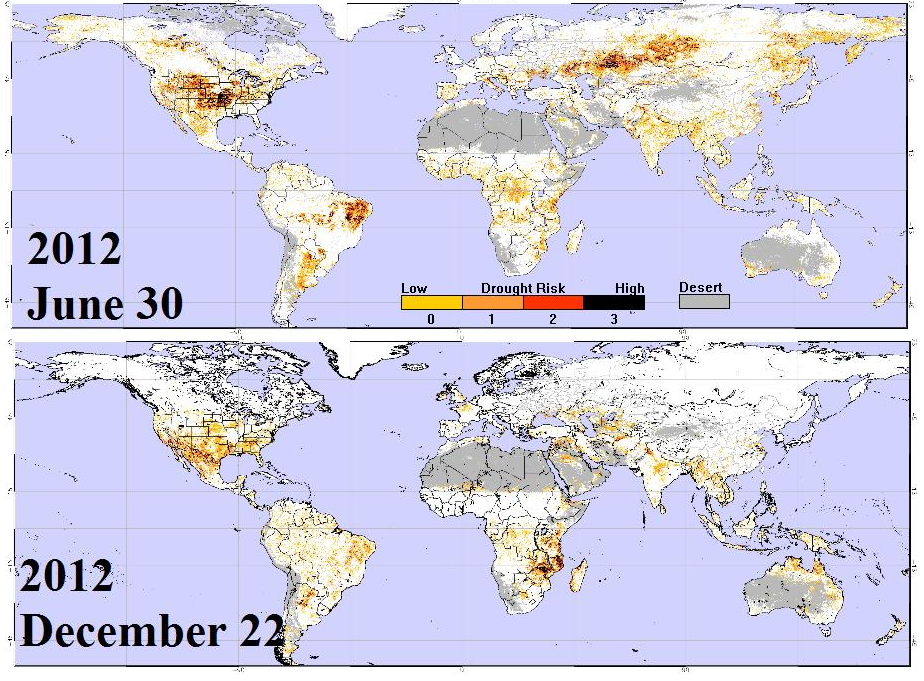 2012
June 30
Low Drought Risk High Desert
0 1 2 3
2012
December 22